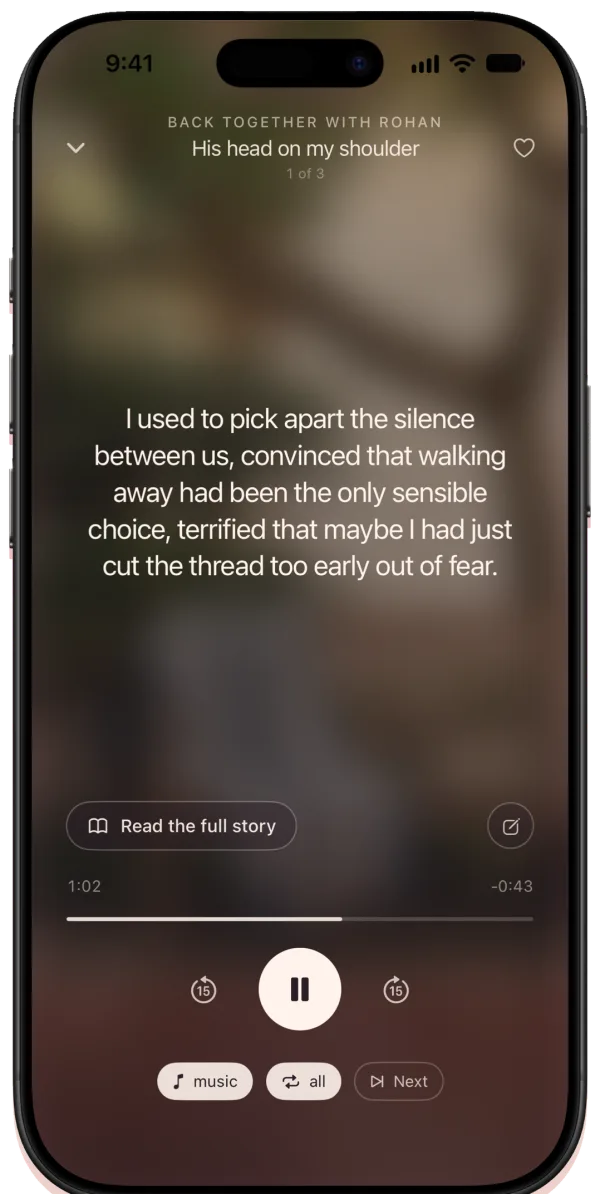 9:41
BACK TOGETHER WITH ROHAN
His head on my shoulder
1 of 3
I used to pick apart the silence
between us, convinced that walking
away had been the only sensible
choice, terrified that maybe I had just
cut the thread too early out of fear.
Read the full story
1:02
-0:43
15
15
music
all
Next